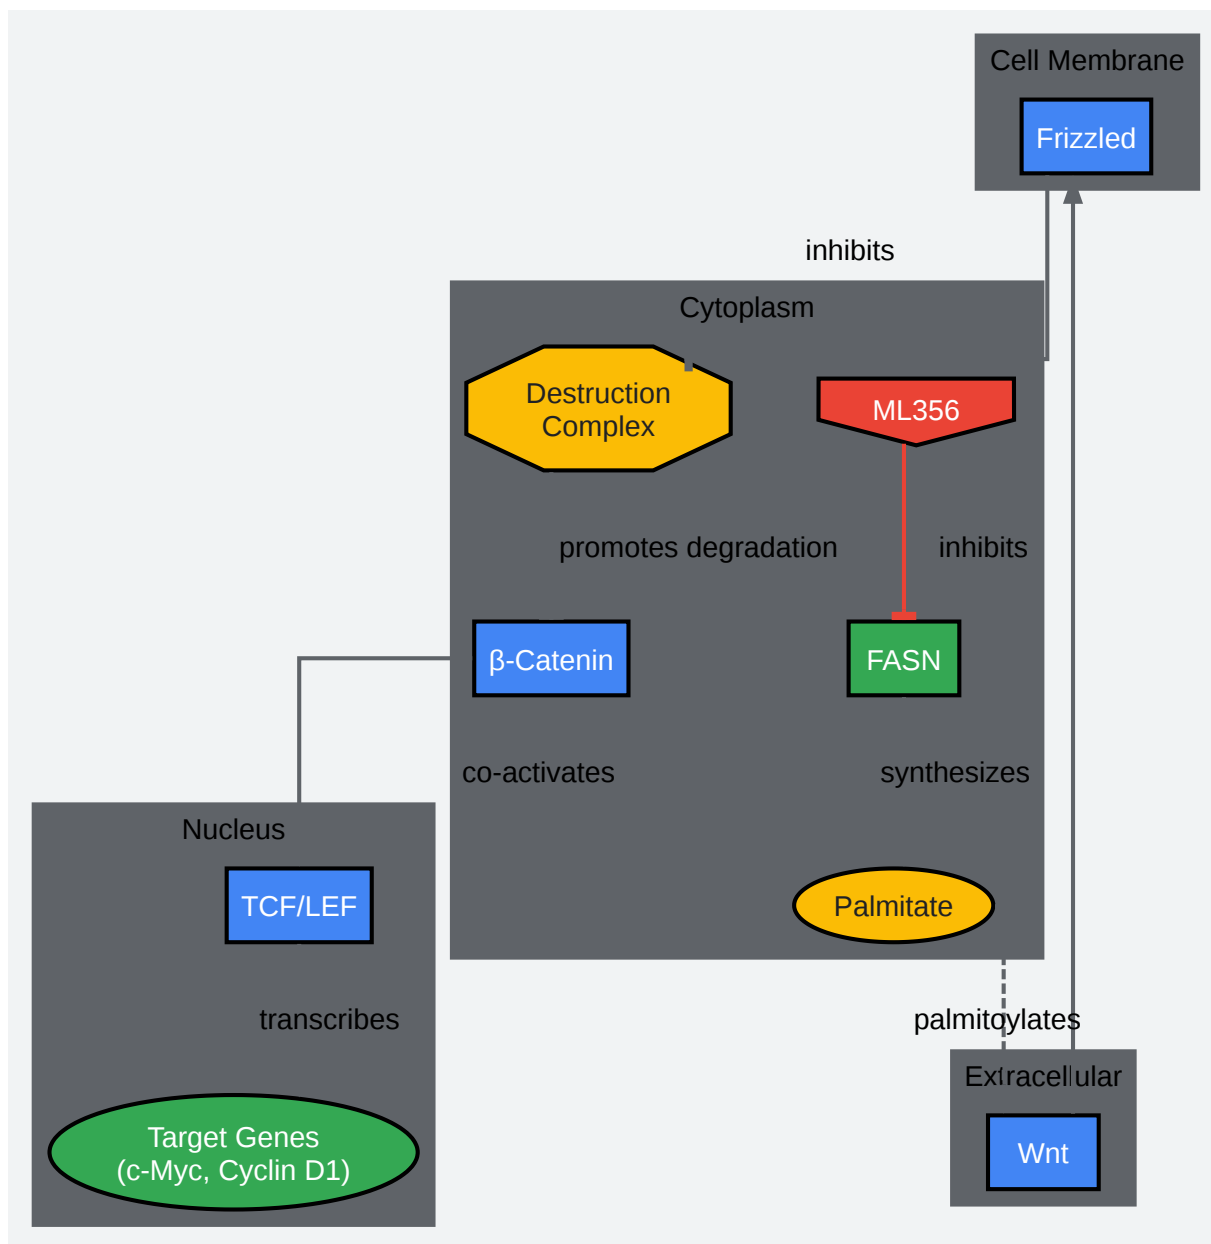 Cell Membrane
Frizzled
inhibits
Cytoplasm
Destruction
Complex
ML356
promotes degradation
inhibits
β-Catenin
FASN
co-activates
synthesizes
Nucleus
TCF/LEF
Palmitate
transcribes
palmitoylates
Extracellular
Target Genes
(c-Myc, Cyclin D1)
Wnt